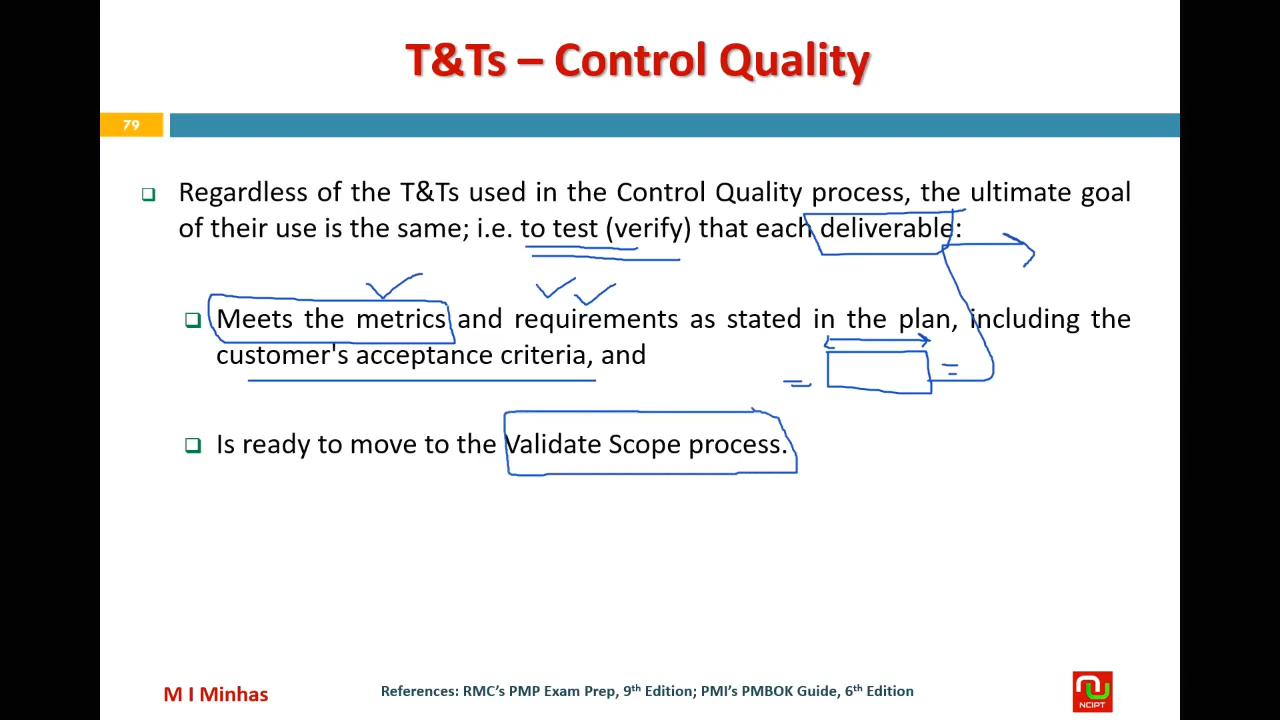 T&Ts – Control Quality
79
Regardless of the T&Ts used in the Control Quality process, the ultimate goal
of their use is the same; i.e. to test (verify) that each deliverable:
Meets the metrics and requirements as stated in the plan, including the
customer's acceptance criteria, and
Is ready to move to the Validate Scope process.
M I Minhas
References: RMC's PMP Exam Prep, 9th Edition; PMI's PMBOK Guide, 6th Edition
NCIPT